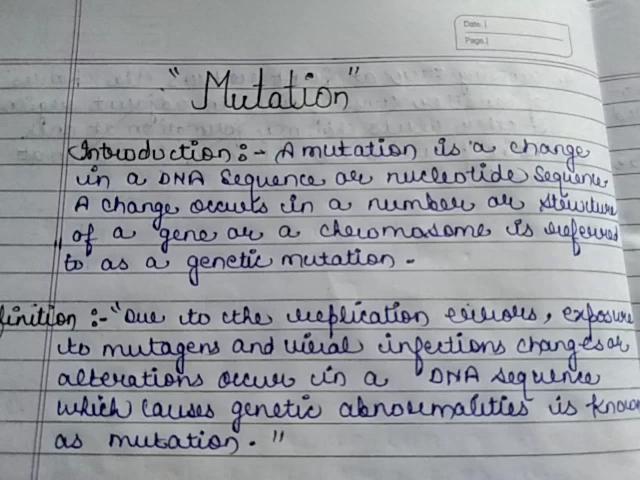 Date |
Page |
"Mutation"
Introduction :- A mutation is a change
in a DNA Sequence or nucleotide Sequence
A change occurs in a number or structure
of a gene or a chromosome is referred
to as a genetic mutation.
finition :- "Due to the replication errors, exposure
to mutagens and viral infections changes or
alterations occur in a DNA sequence
which causes genetic abnormalities is known
as mutation."